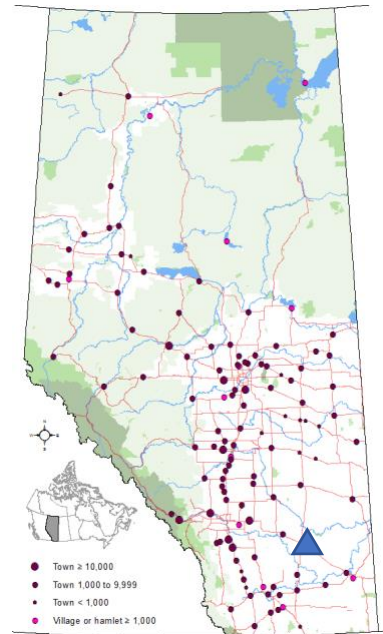 Town ≥ 10,000
Town 1,000 to 9,999
Town < 1,000
Village or hamlet ≥ 1,000